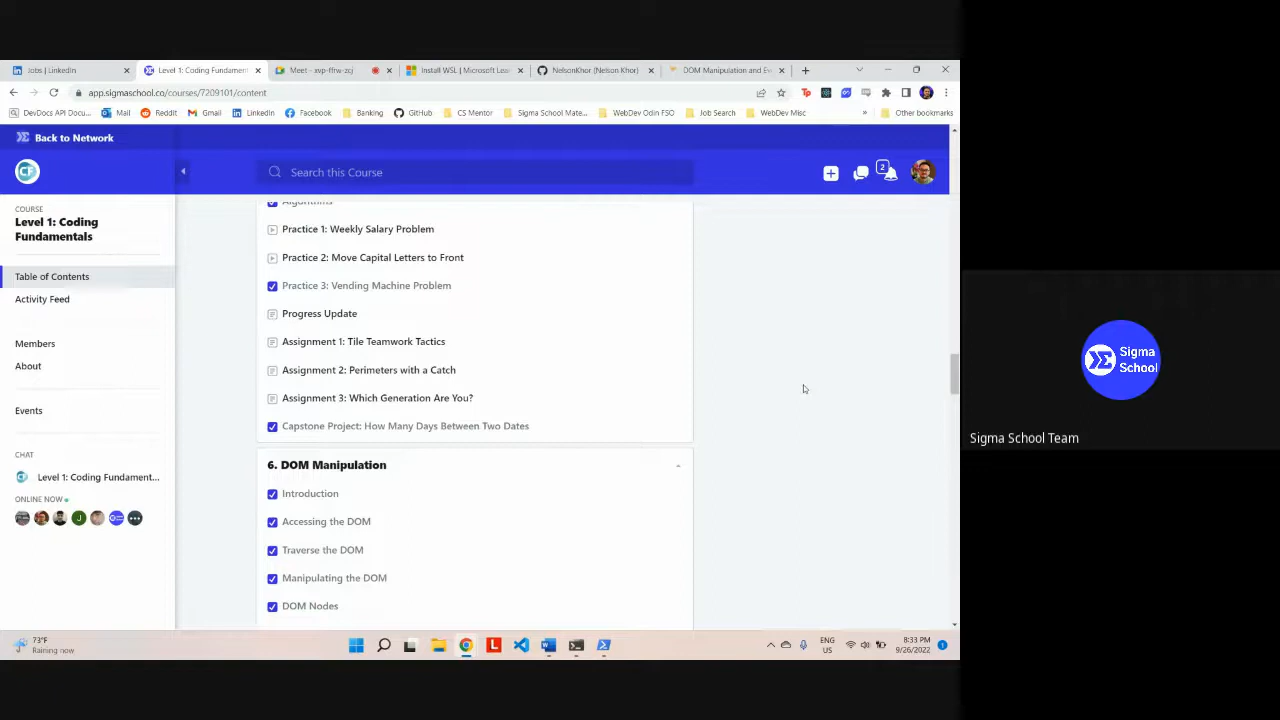 Jobs | LinkedIn
Level 1: Coding Fundamen
Meet – xvp-ffrw-zcj
Install WSL | Microsoft Lea
NelsonKhor (Nelson Khor)
DOM Manipulation and Ev
app.sigmaschool.co/courses/7209101/content
DevDocs API Docu...
Mail
Reddit
Gmail
LinkedIn
Facebook
Banking
GitHub
CS Mentor
Sigma School Mate...
WebDev Odin FSO
Job Search
WebDev Misc
»
Other bookmarks
Back to Network
CF
Search this Course
2
COURSE
Level 1: Coding
Fundamentals
Table of Contents
Activity Feed
Members
About
Events
CHAT
CF
Level 1: Coding Fundament...
ONLINE NOW
J
Algorithms
Practice 1: Weekly Salary Problem
Practice 2: Move Capital Letters to Front
Practice 3: Vending Machine Problem
Progress Update
Assignment 1: Tile Teamwork Tactics
Assignment 2: Perimeters with a Catch
Assignment 3: Which Generation Are You?
Capstone Project: How Many Days Between Two Dates
6. DOM Manipulation
Introduction
Accessing the DOM
Traverse the DOM
Manipulating the DOM
DOM Nodes
Sigma
School
Sigma School Team
73°F
Raining now
ENG
US
8:33 PM
9/26/2022
1